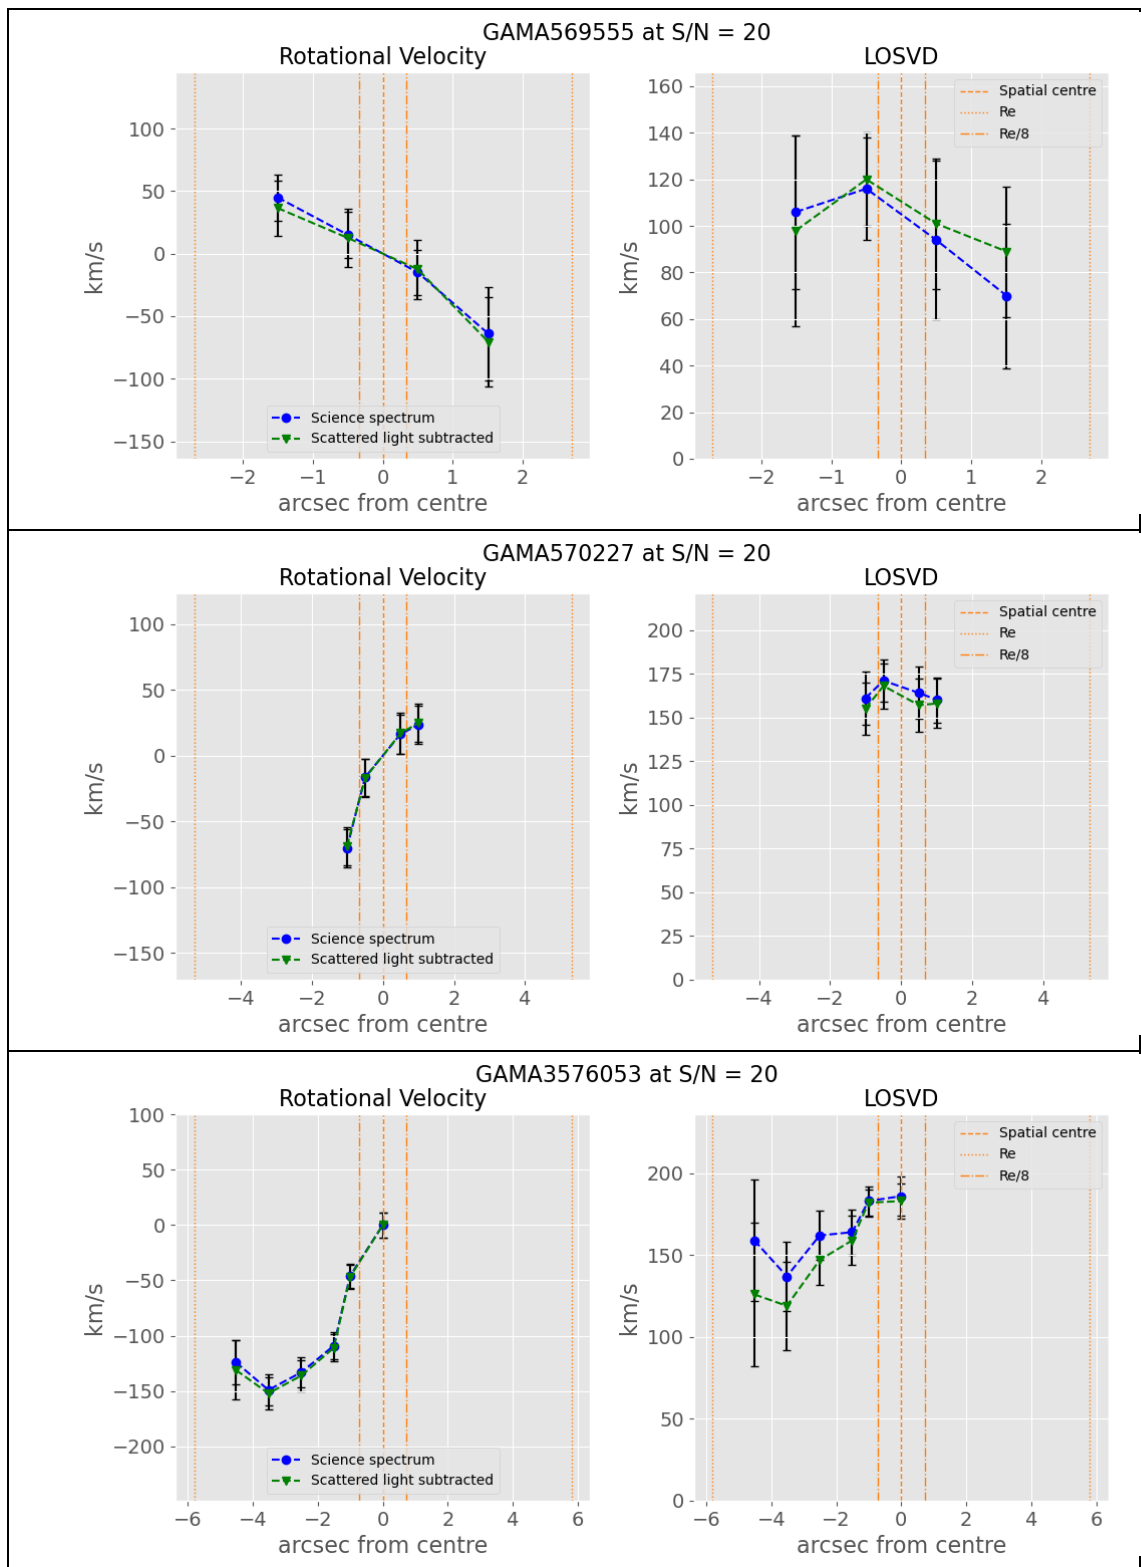 GAMA569555 at S/N = 20
Rotational Velocity
LOSVD
100
50
0
−50
−100
−150
km/s
−2 −1 0 1 2
arcsec from centre
Science spectrum
Scattered light subtracted
160
140
120
100
80
60
40
20
0
km/s
−2 −1 0 1 2
arcsec from centre
Spatial centre
Re
Re/8
GAMA570227 at S/N = 20
Rotational Velocity
LOSVD
100
50
0
−50
−100
−150
km/s
−4 −2 0 2 4
arcsec from centre
Science spectrum
Scattered light subtracted
200
175
150
125
100
75
50
25
0
km/s
−4 −2 0 2 4
arcsec from centre
Spatial centre
Re
Re/8
GAMA3576053 at S/N = 20
Rotational Velocity
LOSVD
100
50
0
−50
−100
−150
−200
km/s
−6 −4 −2 0 2 4 6
arcsec from centre
Science spectrum
Scattered light subtracted
200
150
100
50
0
km/s
−6 −4 −2 0 2 4 6
arcsec from centre
Spatial centre
Re
Re/8